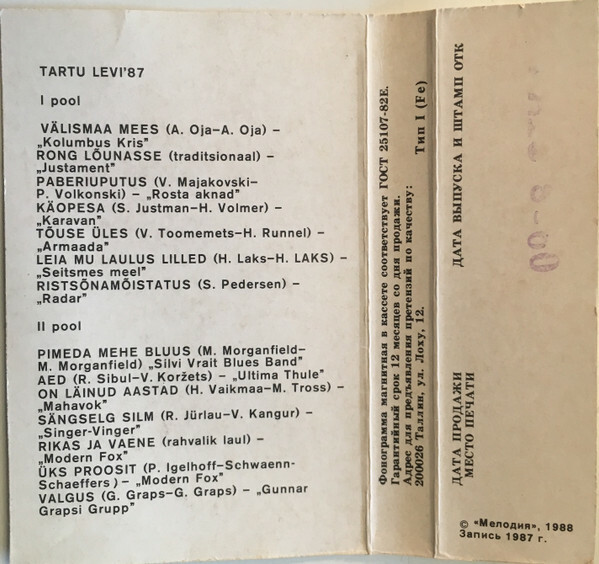 TARTU LEVI'87
I pool
VÄLISMAA MEES (A. Oja–A. Oja) –
„Kolumbus Kris”
RONG LÕUNASSE (traditsionaal) –
„Justament”
PABERIUPUTUS (V. Majakovski–
P. Volkonski) – „Rosta aknad”
KÄOPESA (S. Justman–H. Volmer) –
„Karavan”
TÕUSE ÜLES (V. Toomemets–H. Runnel) –
„Armaada”
LEIA MU LAULUS LILLED (H. Laks–H. LAKS) –
„Seitsmes meel”
RISTSÕNAMÕISTATUS (S. Pedersen) –
„Radar”
II pool
PIMEDA MEHE BLUUS (M. Morganfield–
M. Morganfield) „Silvi Vrait Blues Band”
AED (R. Sibul–V. Koržets) – „Ultima Thule”
ON LÄINUD AASTAD (H. Vaikmaa–M. Tross) –
„Mahavok”
SÄNGSELG SILM (R. Jürlau–V. Kangur) –
„Singer-Vinger”
RIKAS JA VAENE (rahvalik laul) –
„Modern Fox”
ÜKS PROOSIT (P. Igelhoff–Schwaenn-
Schaeffers) – „Modern Fox”
VALGUS (G. Graps–G. Graps) – „Gunnar
Grapsi Grupp”
Фонограмма магнитная в кассете соответствует ГОСТ 25107-82Е.
Гарантийный срок 12 месяцев со дня продажи.
Адрес для предъявления претензий по качеству:
200026 Таллин, ул. Лоху, 12. Тип I (Fe)
ДАТА ВЫПУСКА И ШТАМП ОТК
ДАТА ПРОДАЖИ
МЕСТО ПЕЧАТИ
© «Мелодия», 1988
Запись 1987 г.